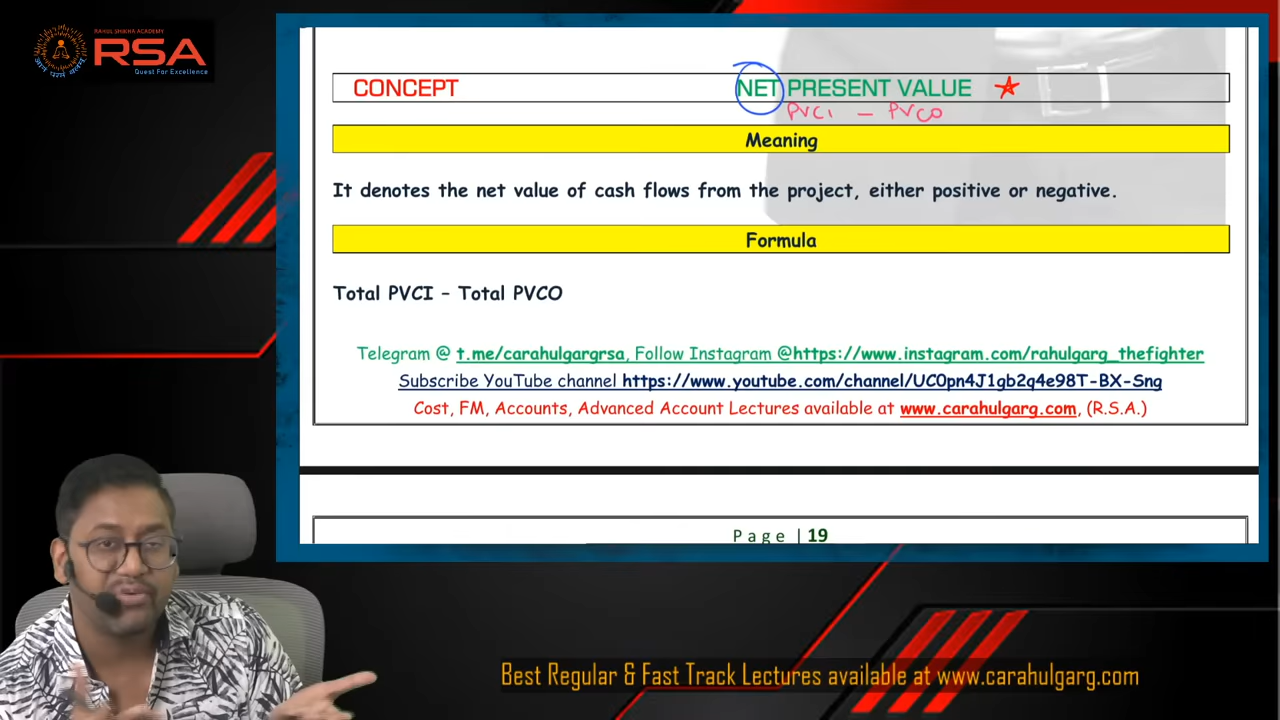 RAHUL SHIKHA ACADEMY
RSA
Quest For Excellence
CONCEPT NET PRESENT VALUE
PVCI - PVCO
Meaning
It denotes the net value of cash flows from the project, either positive or negative.
Formula
Total PVCI – Total PVCO
Telegram @ t.me/carahulgargrsa, Follow Instagram @https://www.instagram.com/rahulgarg_thefighter
Subscribe YouTube channel https://www.youtube.com/channel/UC0pn4J1gb2q4e98T-BX-Sng
Cost, FM, Accounts, Advanced Account Lectures available at www.carahulgarg.com, (R.S.A.)
Page | 19
Best Regular & Fast Track Lectures available at www.carahulgarg.com